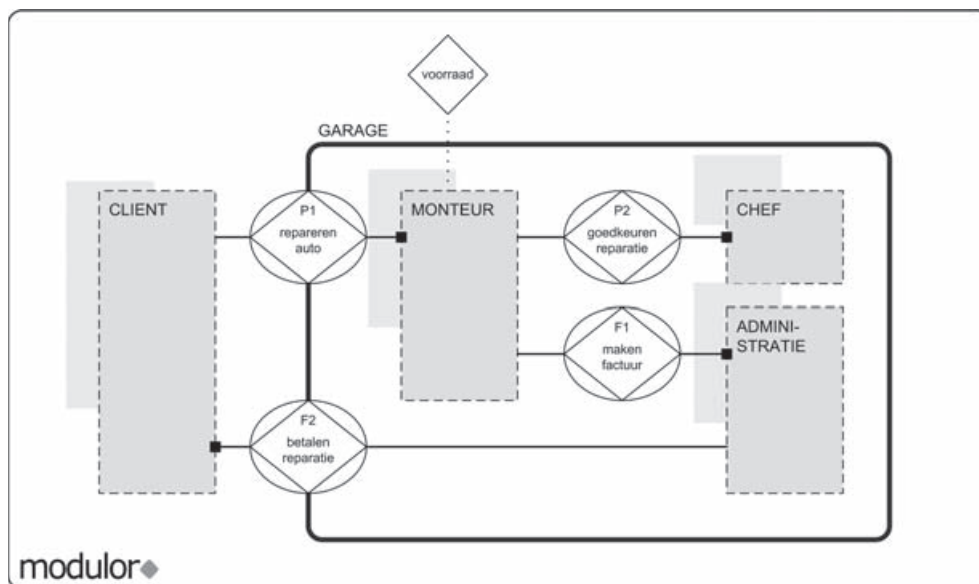 voorraad
GARAGE
CLIENT
P1
repareren
auto
MONTEUR
P2
goedkeuren
reparatie
CHEF
F1
maken
factuur
ADMINI-
STRATIE
F2
betalen
reparatie
modulor